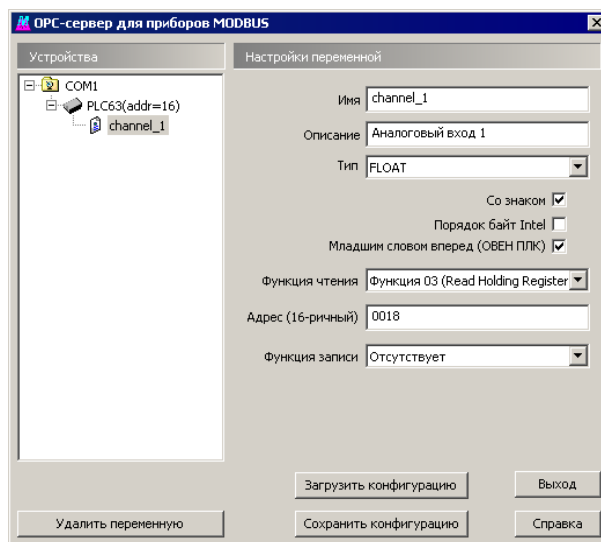 OPC-сервер для приборов MODBUS
Устройства
Настройки переменной
COM1
PLC63(addr=16)
channel_1
Имя channel_1
Описание Аналоговый вход 1
Тип FLOAT
Со знаком
Порядок байт Intel
Младшим словом вперед (ОВЕН ПЛК)
Функция чтения Функция 03 (Read Holding Register
Адрес (16-ричный) 0018
Функция записи Отсутствует
Загрузить конфигурацию
Выход
Удалить переменную
Сохранить конфигурацию
Справка